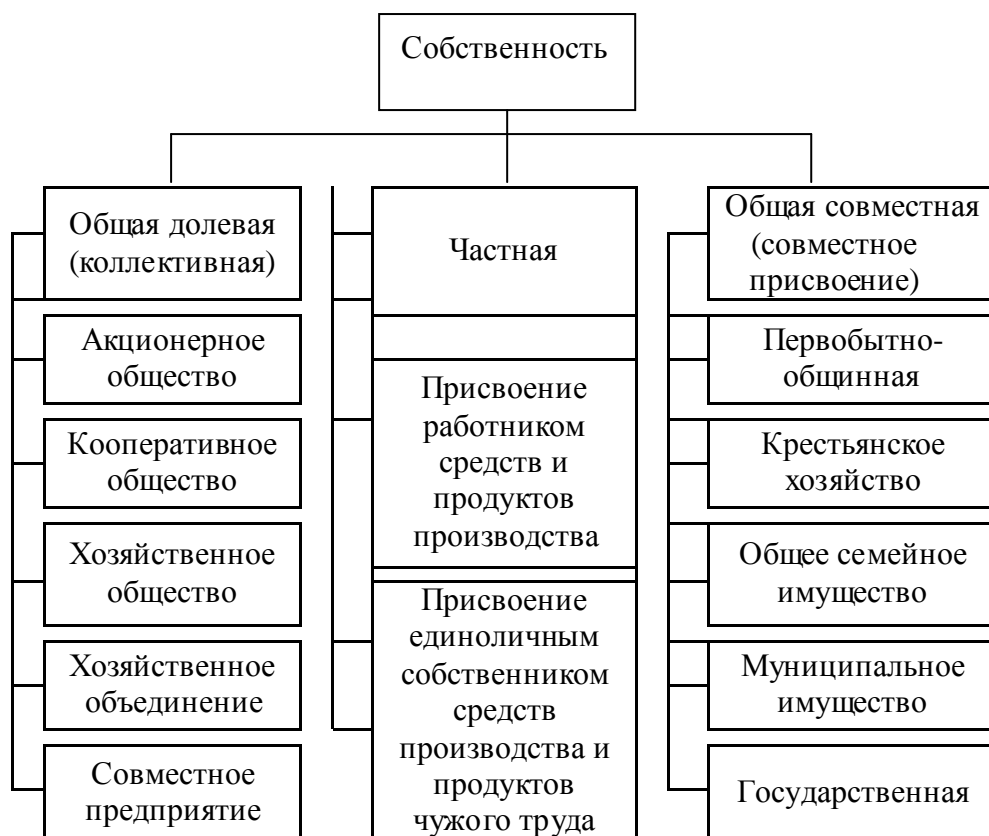 Собственность
Общая долевая
(коллективная)
Акционерное
общество
Кооперативное
общество
Хозяйственное
общество
Хозяйственное
объединение
Совместное
предприятие
Частная
Присвоение
работником
средств и
продуктов
производства
Присвоение
единоличным
собственником
средств
производства и
продуктов
чужого труда
Общая совместная
(совместное
присвоение)
Первобытно-
общинная
Крестьянское
хозяйство
Общее семейное
имущество
Муниципальное
имущество
Государственная